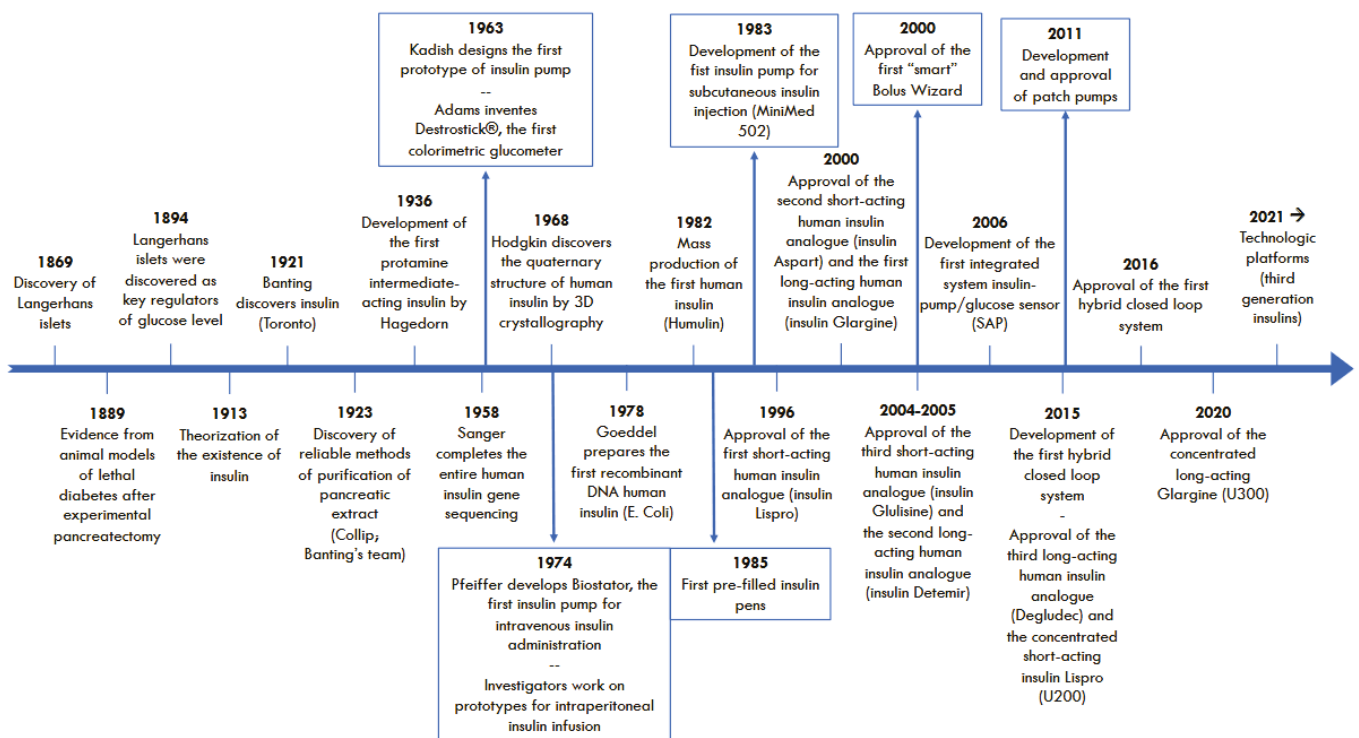 1963
Kadish designs the first
prototype of insulin pump
--
Adams inventes
Destrostick®, the first
colorimetric glucometer
1983
Development of the
fist insulin pump for
subcutaneous insulin
injection (MiniMed
502)
2000
Approval of the
first “smart”
Bolus Wizard
2011
Development
and approval
of patch pumps
1869
Discovery of
Langerhans
islets
1894
Langerhans
islets were
discovered as
key regulators
of glucose level
1921
Banting
discovers insulin
(Toronto)
1936
Development of
the first
protamine
intermediate-
acting insulin by
Hagedorn
1968
Hodgkin discovers
the quaternary
structure of human
insulin by 3D
crystallography
1982
Mass
production of
the first human
insulin
(Humulin)
2000
Approval of the
second short-acting
human insulin
analogue (insulin
Aspart) and the first
long-acting human
insulin analogue
(insulin Glargine)
2006
Development of the
first integrated
system insulin-
pump/glucose sensor
(SAP)
2016
Approval of the first
hybrid closed loop
system
2021 →
Technologic
platforms
(third
generation
insulins)
1889
Evidence from
animal models
of lethal
diabetes after
experimental
pancreatectomy
1913
Theorization of
the existence of
insulin
1923
Discovery of
reliable methods
of purification of
pancreatic
extract
(Collip;
Banting’s team)
1958
Sanger
completes the
entire human
insulin gene
sequencing
1978
Goeddel
prepares the
first recombinant
DNA human
insulin (E. Coli)
1996
Approval of the
first short-acting
human insulin
analogue (insulin
Lispro)
2004-2005
Approval of the
third short-acting
human insulin
analogue (insulin
Glulisine) and
the second long-
acting human
insulin analogue
(insulin Detemir)
2015
Development of
the first hybrid
closed loop
system
-
Approval of the
third long-acting
human insulin
analogue
(Degludec) and
the concentrated
short-acting
insulin Lispro
(U200)
2020
Approval of the
concentrated
long-acting
Glargine (U300)
1974
Pfeiffer develops Biostator, the
first insulin pump for
intravenous insulin
administration
--
Investigators work on
prototypes for intraperitoneal
insulin infusion
1985
First pre-filled insulin
pens